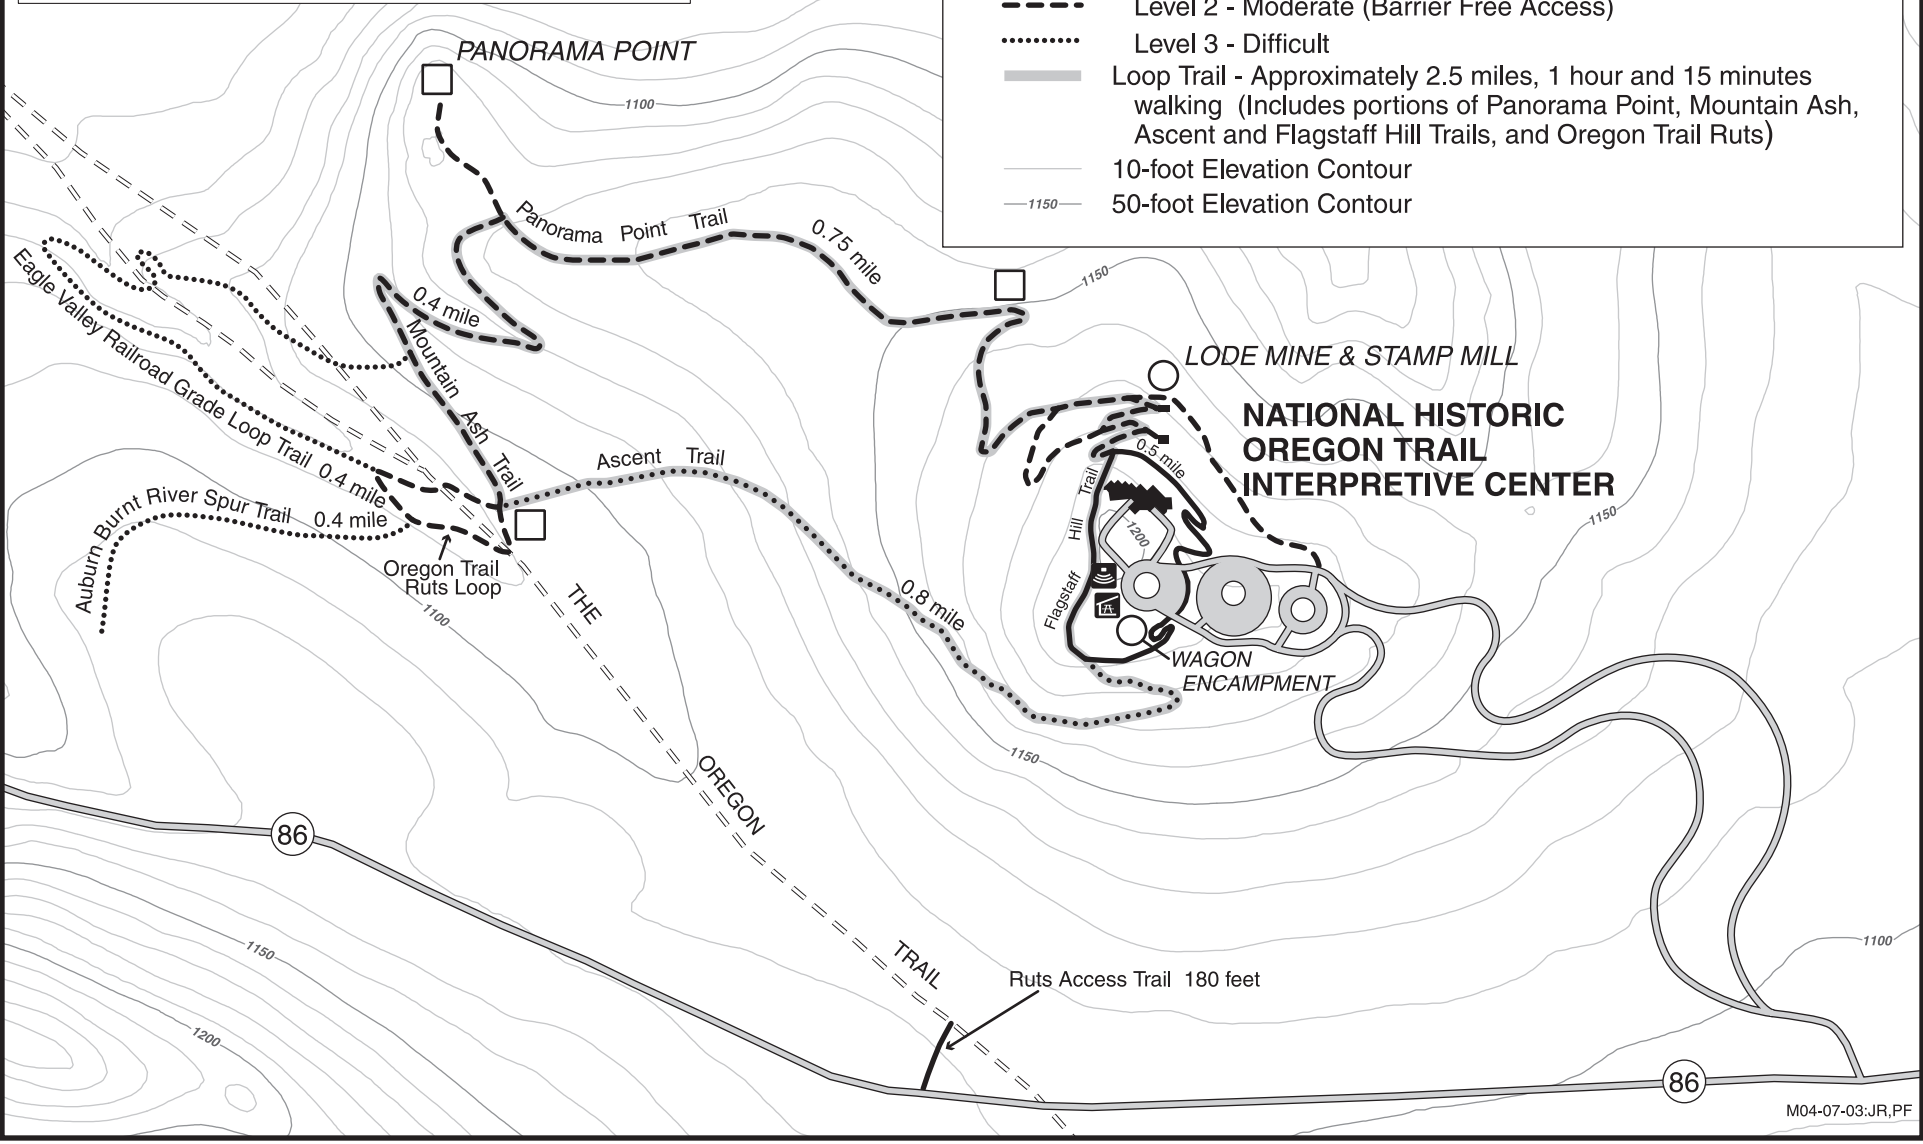 Level 2 - Moderate (Barrier Free Access)
Level 3 - Difficult
Loop Trail - Approximately 2.5 miles, 1 hour and 15 minutes
walking (Includes portions of Panorama Point, Mountain Ash,
Ascent and Flagstaff Hill Trails, and Oregon Trail Ruts)
10-foot Elevation Contour
1150
50-foot Elevation Contour
PANORAMA POINT
1100
Panorama Point Trail
0.75 mile
1150
0.4 mile
Mountain Ash Trail
Eagle Valley Railroad Grade Loop Trail 0.4 mile
LODE MINE & STAMP MILL
NATIONAL HISTORIC
OREGON TRAIL
INTERPRETIVE CENTER
0.5 mile
Ascent Trail
Flagstaff Hill Trail
1200
1150
Auburn Burnt River Spur Trail 0.4 mile
Oregon Trail
Ruts Loop
1100
0.8 mile
WAGON
ENCAMPMENT
1150
THE OREGON TRAIL
86
1150
1200
Ruts Access Trail 180 feet
1100
86
M04-07-03:JR,PF